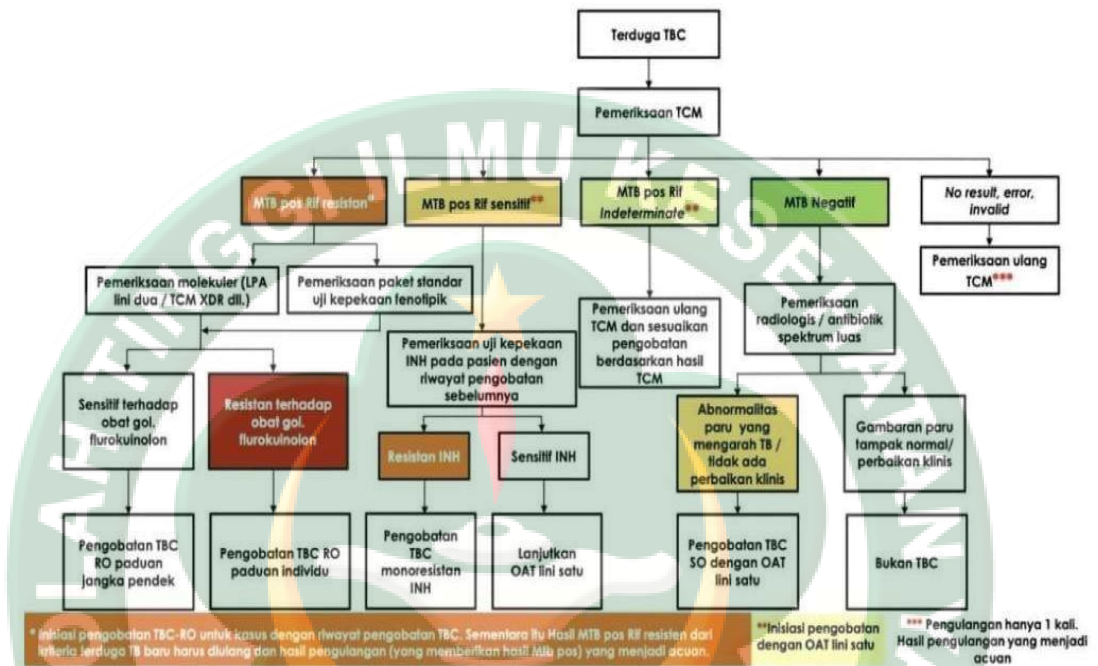 Terduga TBC
Pemeriksaan TCM
MTB pos Rif resistan*
MTB pos Rif sensitif**
MTB pos Rif
Indeterminate**
MTB Negatif
No result, error,
invalid
Pemeriksaan molekuler (LPA
lini dua / TCM XDR dll.)
Pemeriksaan paket standar
uji kepekaan fenotipik
Pemeriksaan uji kepekaan
INH pada pasien dengan
riwayat pengobatan
sebelumnya
Pemeriksaan ulang
TCM dan sesuaikan
pengobatan
berdasarkan hasil
TCM
Pemeriksaan
radiologis / antibiotik
spektrum luas
Pemeriksaan ulang
TCM***
Sensitif terhadap
obat gol.
flurokuinolon
Resistan terhadap
obat gol.
flurokuinolon
Resistan INH
Sensitif INH
Abnormalitas
paru yang
mengarah TB /
tidak ada
perbaikan klinis
Gambaran paru
tampak normal/
perbaikan klinis
Pengobatan TBC
RO paduan
jangka pendek
Pengobatan TBC RO
paduan individu
Pengobatan
TBC
monoresistan
INH
Lanjutkan
OAT lini satu
Pengobatan TBC
SO dengan OAT
lini satu
Bukan TBC
* Inisiasi pengobatan TBC-RO untuk kasus dengan riwayat pengobatan TBC. Sementara itu Hasil MTB pos Rif resisten dari
kriteria terduga TB baru harus diulang dan hasil pengulangan (yang memberikan hasil Mtb pos) yang menjadi acuan.
**Inisiasi pengobatan
dengan OAT lini satu
*** Pengulangan hanya 1 kali.
Hasil pengulangan yang menjadi
acuan
TINGGI ILMU KESEHATAN